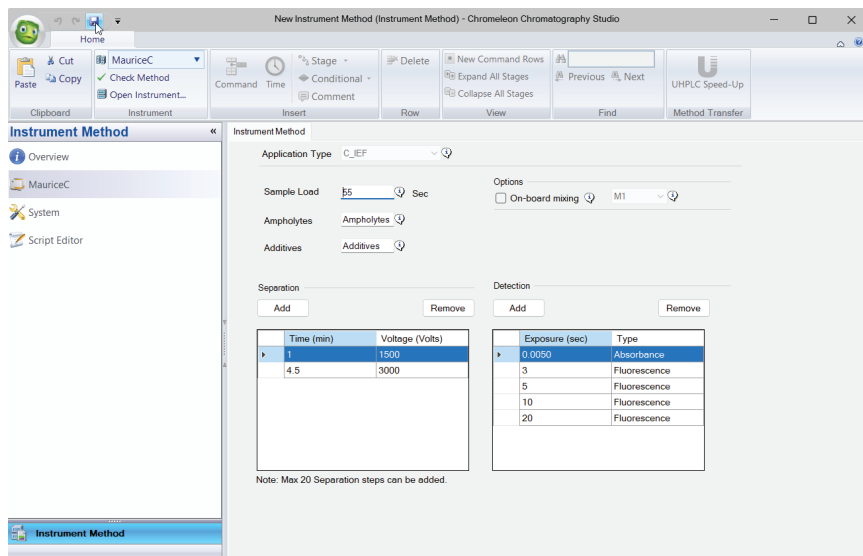 New Instrument Method (Instrument Method) - Chromeleon Chromatography Studio
Home
Paste
Cut
Copy
Clipboard
MauriceC
Check Method
Open Instrument...
Instrument
Command
Time
Stage
Conditional
Comment
Insert
Delete
Row
New Command Rows
Expand All Stages
Collapse All Stages
View
Previous Next
Find
UHPLC Speed-Up
Method Transfer
Instrument Method «
Overview
MauriceC
System
Script Editor
Instrument Method
Instrument Method
Application Type C_IEF
Sample Load 55 Sec
Ampholytes Ampholytes
Additives Additives
Options
On-board mixing M1
Separation
Add Remove
Time (min) Voltage (Volts)
1 1500
4.5 3000
Note: Max 20 Separation steps can be added.
Detection
Add Remove
Exposure (sec) Type
0.0050 Absorbance
3 Fluorescence
5 Fluorescence
10 Fluorescence
20 Fluorescence